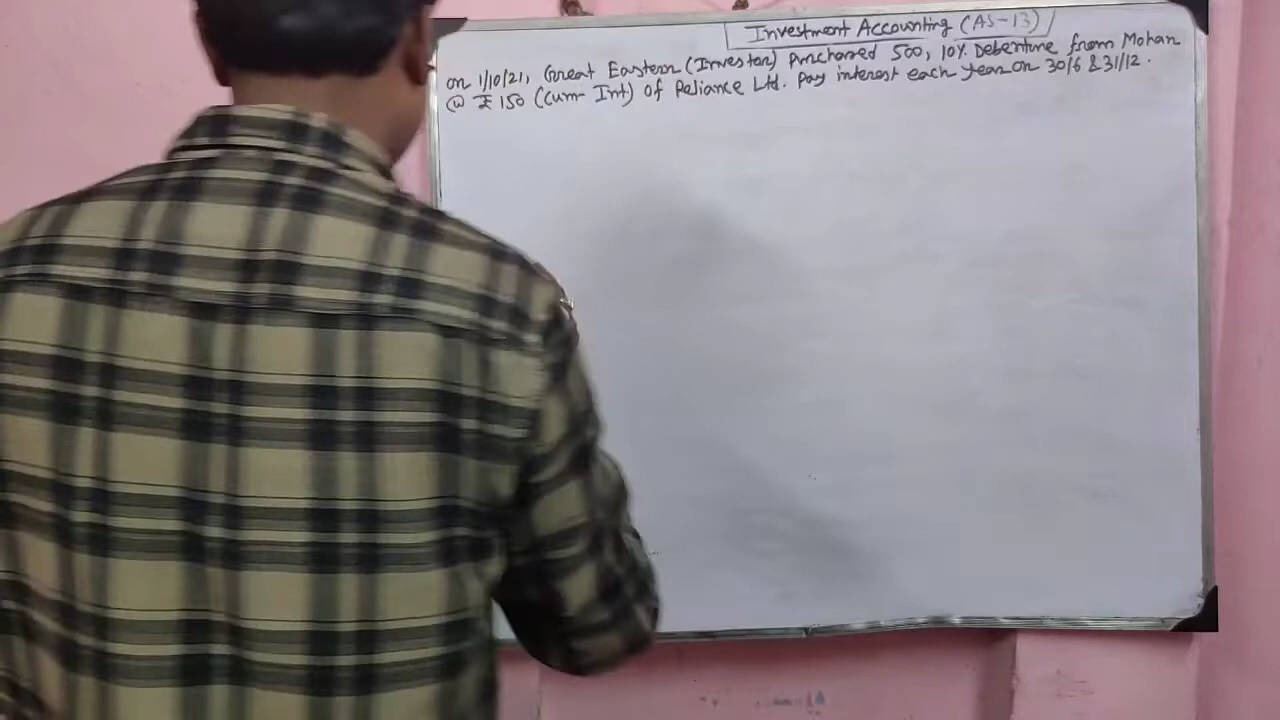 Investment Accounting (AS-13)
on 1/10/21, Great Eastern (Investor) Purchased 500, 10% Debenture from Mohan
@ ₹ 150 (cum-Int) of Reliance Ltd. Pay interest each year on 30/6 & 31/12.